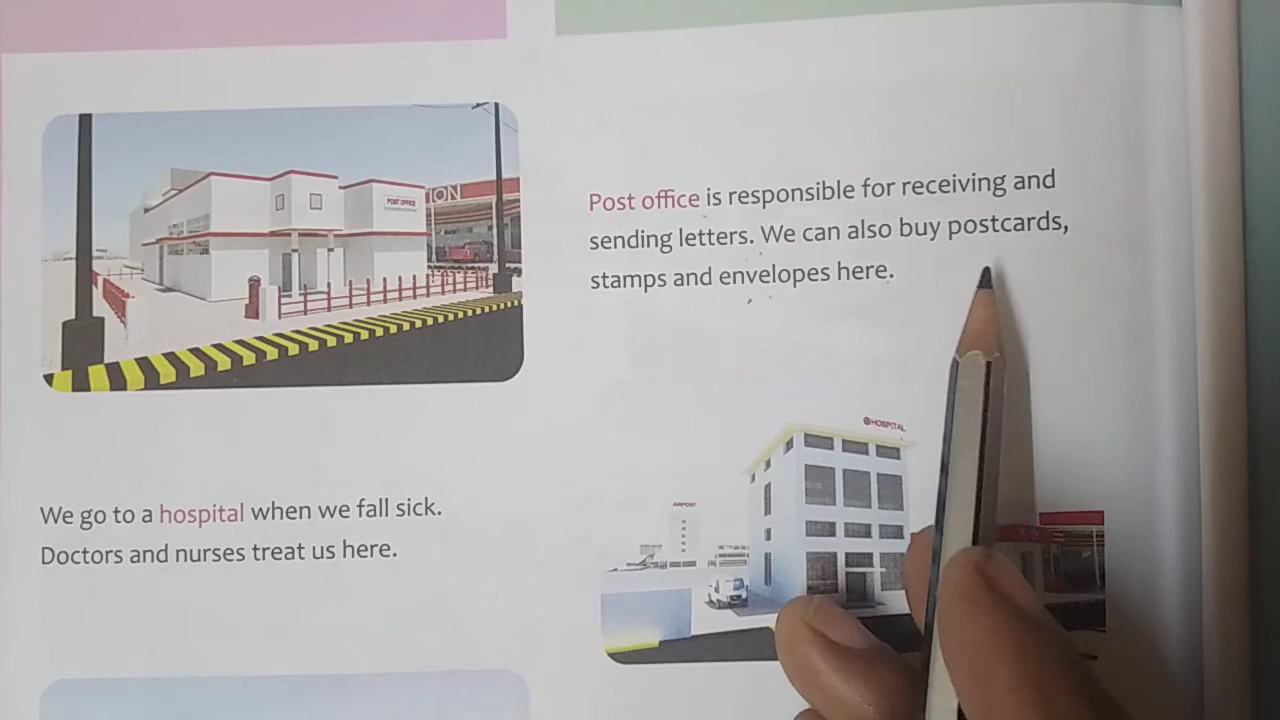 POST OFFICE
ION
Post office is responsible for receiving and
sending letters. We can also buy postcards,
stamps and envelopes here.
We go to a hospital when we fall sick.
Doctors and nurses treat us here.
HOSPITAL
AIRPORT